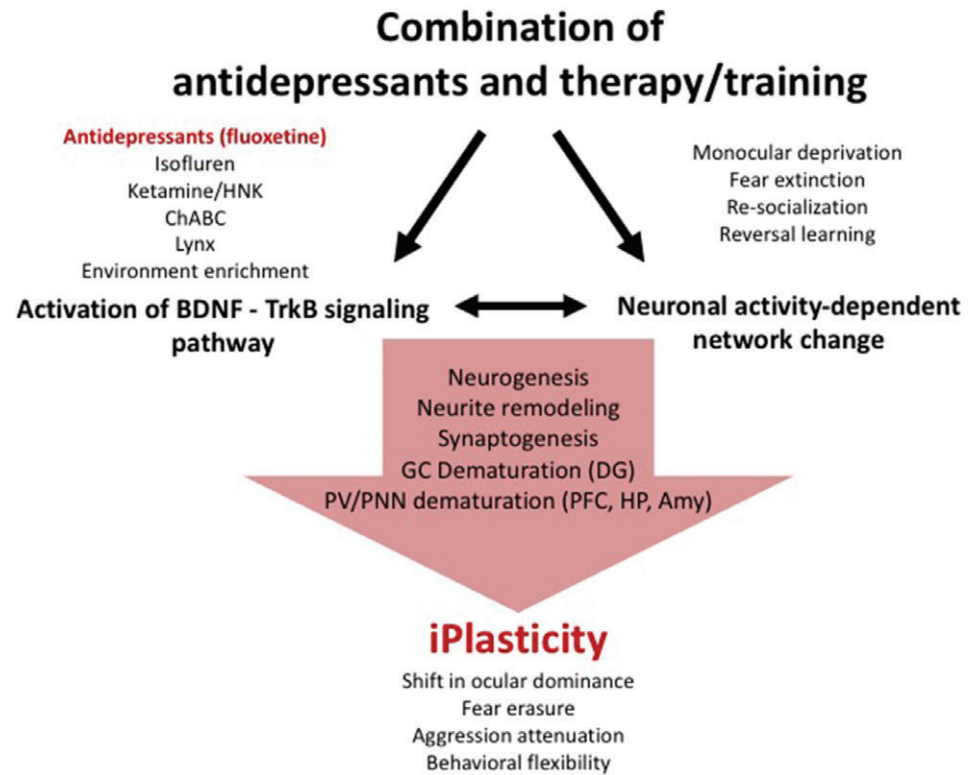 Combination of
antidepressants and therapy/training
Antidepressants (fluoxetine)
Isofluren
Ketamine/HNK
ChABC
Lynx
Environment enrichment
Monocular deprivation
Fear extinction
Re-socialization
Reversal learning
Activation of BDNF - TrkB signaling
pathway
Neuronal activity-dependent
network change
Neurogenesis
Neurite remodeling
Synaptogenesis
GC Dematuration (DG)
PV/PNN dematuration (PFC, HP, Amy)
iPlasticity
Shift in ocular dominance
Fear erasure
Aggression attenuation
Behavioral flexibility